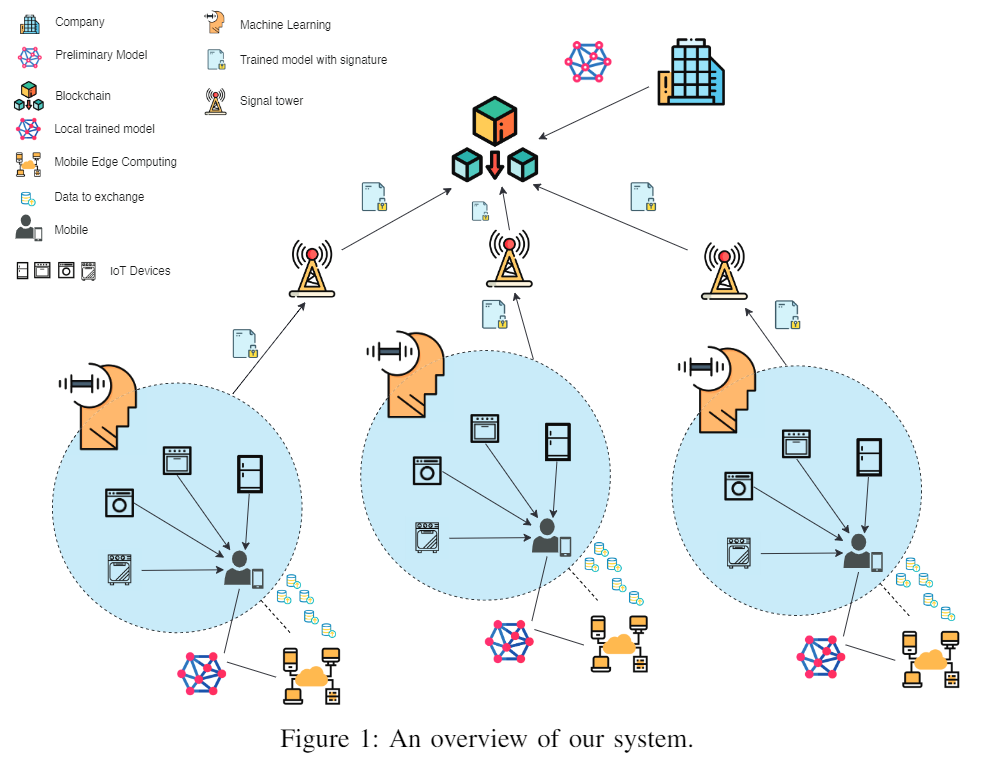 Company
Preliminary Model
Blockchain
Local trained model
Mobile Edge Computing
Data to exchange
Mobile
IoT Devices
Machine Learning
Trained model with signature
Signal tower
Figure 1: An overview of our system.